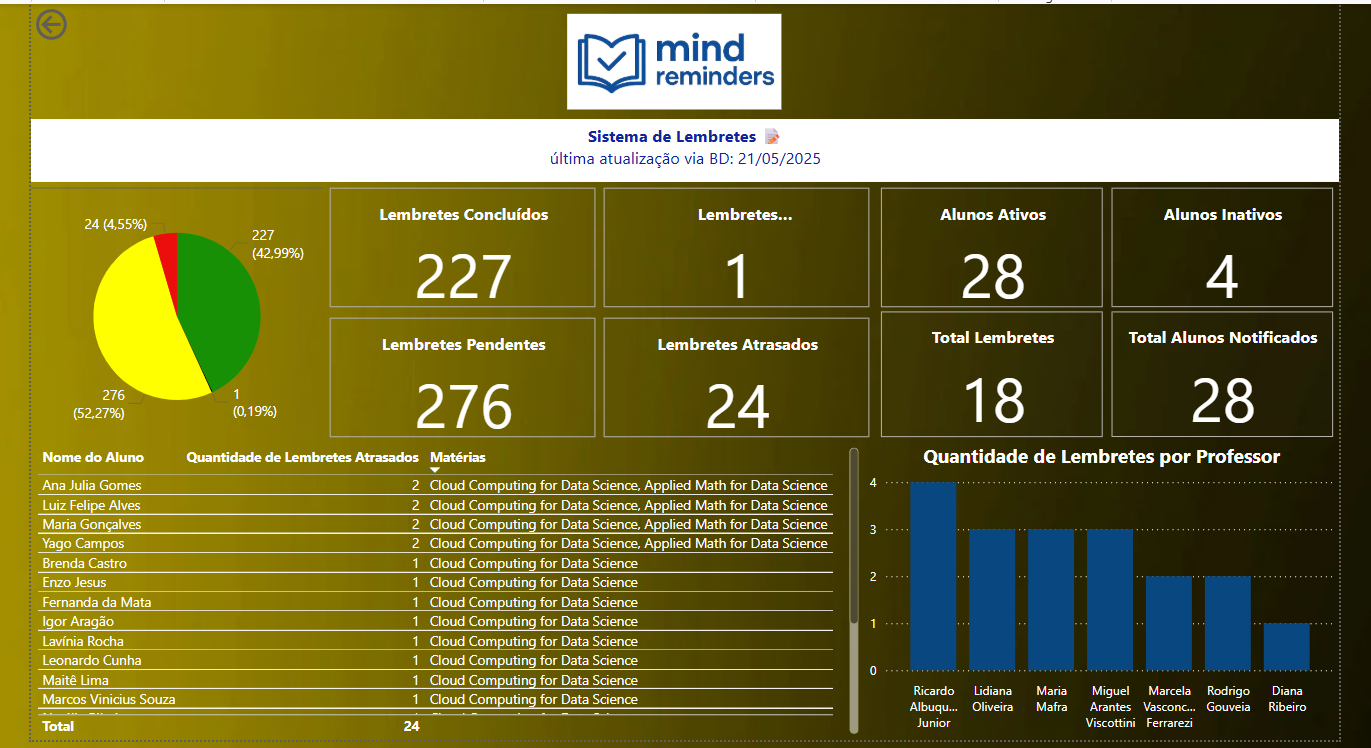 mind
reminders
Sistema de Lembretes
última atualização via BD: 21/05/2025
24 (4,55%)
227
(42,99%)
276
(52,27%)
1
(0,19%)
Lembretes Concluídos
227
Lembretes...
1
Alunos Ativos
28
Alunos Inativos
4
Lembretes Pendentes
276
Lembretes Atrasados
24
Total Lembretes
18
Total Alunos Notificados
28
Nome do Aluno Quantidade de Lembretes Atrasados Matérias
Ana Julia Gomes 2 Cloud Computing for Data Science, Applied Math for Data Science
Luiz Felipe Alves 2 Cloud Computing for Data Science, Applied Math for Data Science
Maria Gonçalves 2 Cloud Computing for Data Science, Applied Math for Data Science
Yago Campos 2 Cloud Computing for Data Science, Applied Math for Data Science
Brenda Castro 1 Cloud Computing for Data Science
Enzo Jesus 1 Cloud Computing for Data Science
Fernanda da Mata 1 Cloud Computing for Data Science
Igor Aragão 1 Cloud Computing for Data Science
Lavínia Rocha 1 Cloud Computing for Data Science
Leonardo Cunha 1 Cloud Computing for Data Science
Maitê Lima 1 Cloud Computing for Data Science
Marcos Vinicius Souza 1 Cloud Computing for Data Science
Total 24
Quantidade de Lembretes por Professor
4
3
2
1
0
Ricardo
Albuqu...
Junior
Lidiana
Oliveira
Maria
Mafra
Miguel
Arantes
Viscottini
Marcela
Vasconc...
Ferrarezi
Rodrigo
Gouveia
Diana
Ribeiro